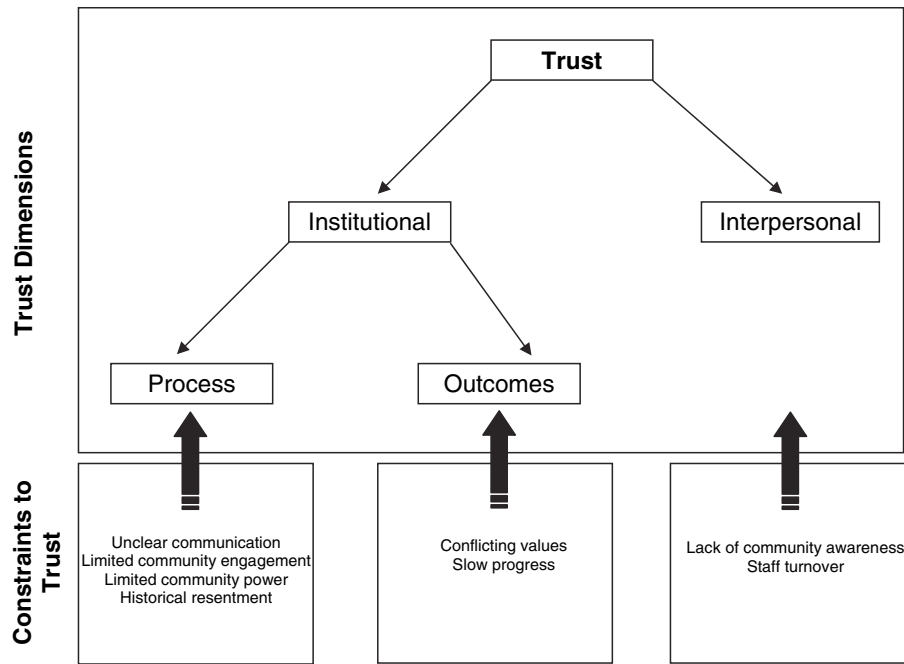 Trust
Institutional
Interpersonal
Process
Outcomes
Trust Dimensions
Constraints to
Trust
Unclear communication
Limited community engagement
Limited community power
Historical resentment
Conflicting values
Slow progress
Lack of community awareness
Staff turnover